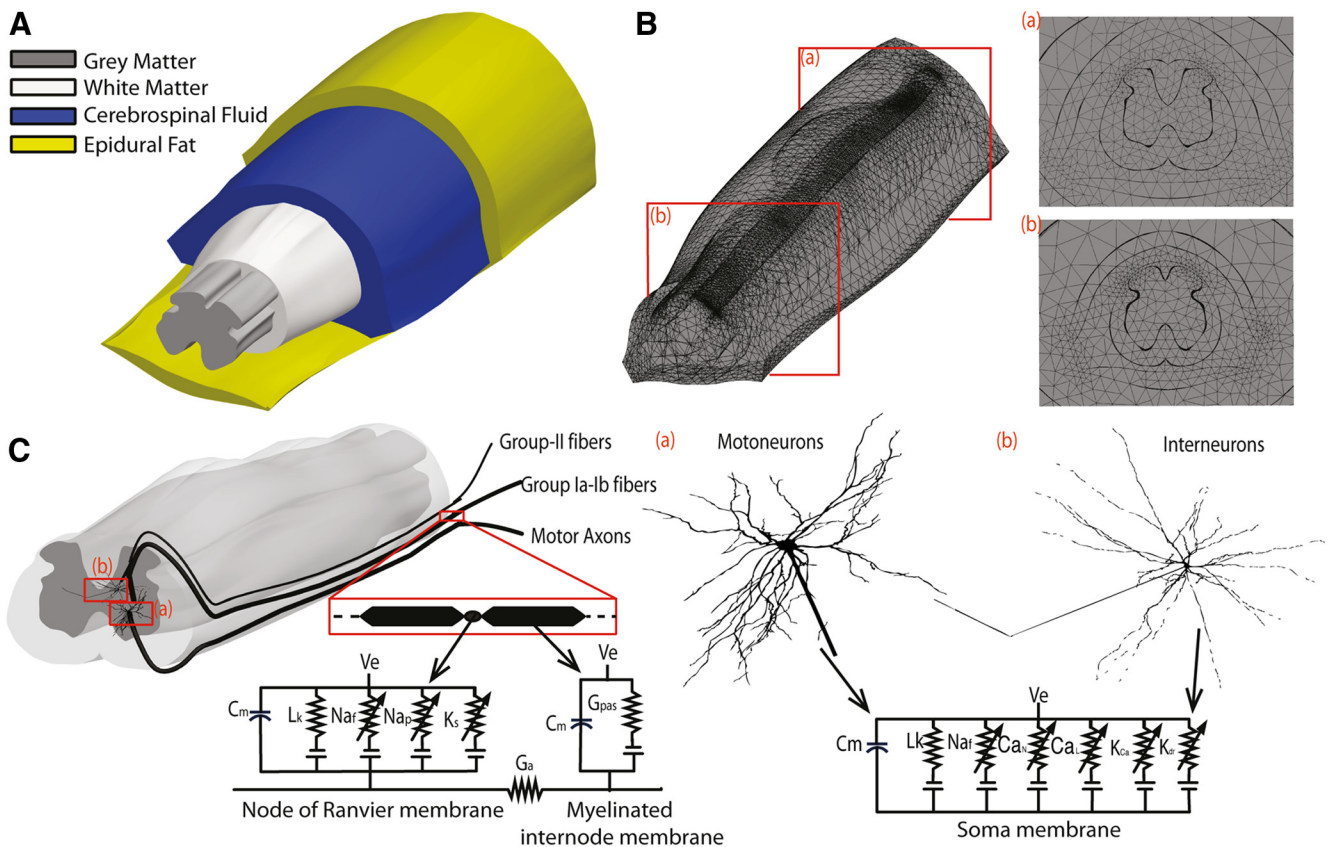 A
Grey Matter
White Matter
Cerebrospinal Fluid
Epidural Fat
B
(a)
(b)
(a)
(b)
C
Group-II fibers
Group Ia-Ib fibers
Motor Axons
(b)
(a)
Ve
Cm
Lk
Naf
Nap
Ks
Ve
Cm
Gpas
Ga
Node of Ranvier membrane
Myelinated
internode membrane
(a)
Motoneurons
(b)
Interneurons
Ve
Cm
Lk
Naf
CaN
CaL
KCa
Kdr
Soma membrane